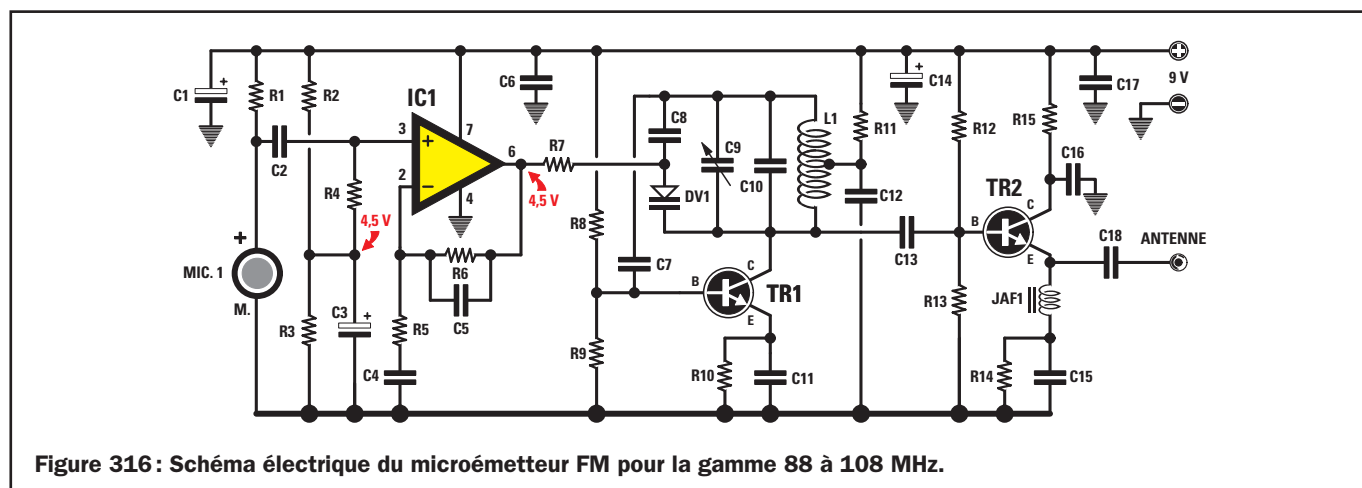 C1
+
R1
R2
C2
R4
4,5 V
+
MIC. 1
M.
R3
C3
+
IC1
3
+
2
−
7
6
4
4,5 V
R5
C4
R6
C5
C6
R7
R8
R9
C7
C8
DV1
C9
C10
L1
B
C
E
TR1
R10
C11
R11
C12
C13
+
C14
R12
R13
TR2
B
C
E
R15
C16
C17
+
9 V
−
C18
ANTENNE
JAF1
R14
C15
Figure 316: Schéma électrique du microémetteur FM pour la gamme 88 à 108 MHz.